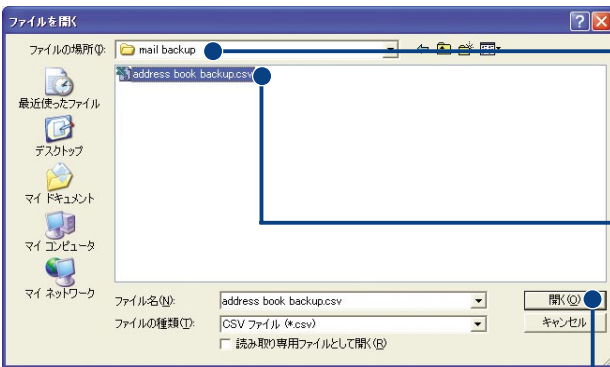 ファイルを開く
ファイルの場所(I):
mail backup
address book backup.csv
最近使ったファイル
デスクトップ
マイ ドキュメント
マイ コンピュータ
マイ ネットワーク
ファイル名(N):
address book backup.csv
開く(O)
ファイルの種類(T):
CSV ファイル (*.csv)
キャンセル
読み取り専用ファイルとして開く(R)